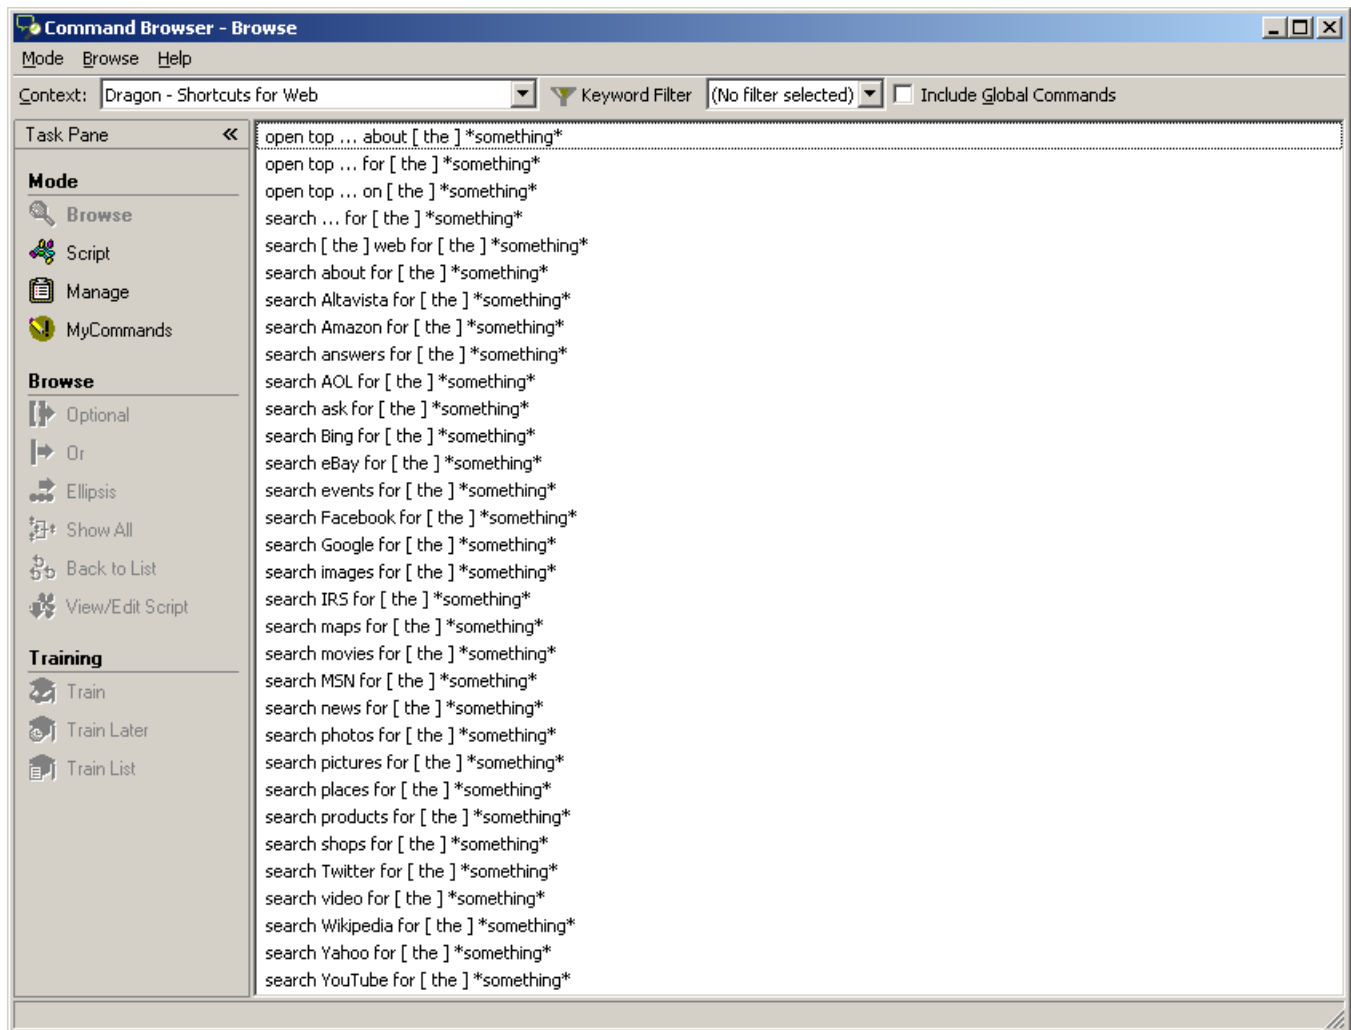 Command Browser - Browse
Mode Browse Help
Context: Dragon - Shortcuts for Web Keyword Filter (No filter selected) Include Global Commands
Task Pane «
Mode
Browse
Script
Manage
MyCommands
Browse
Optional
Or
Ellipsis
Show All
Back to List
View/Edit Script
Training
Train
Train Later
Train List
open top ... about [ the ] *something*
open top ... for [ the ] *something*
open top ... on [ the ] *something*
search ... for [ the ] *something*
search [ the ] web for [ the ] *something*
search about for [ the ] *something*
search Altavista for [ the ] *something*
search Amazon for [ the ] *something*
search answers for [ the ] *something*
search AOL for [ the ] *something*
search ask for [ the ] *something*
search Bing for [ the ] *something*
search eBay for [ the ] *something*
search events for [ the ] *something*
search Facebook for [ the ] *something*
search Google for [ the ] *something*
search images for [ the ] *something*
search IRS for [ the ] *something*
search maps for [ the ] *something*
search movies for [ the ] *something*
search MSN for [ the ] *something*
search news for [ the ] *something*
search photos for [ the ] *something*
search pictures for [ the ] *something*
search places for [ the ] *something*
search products for [ the ] *something*
search shops for [ the ] *something*
search Twitter for [ the ] *something*
search video for [ the ] *something*
search Wikipedia for [ the ] *something*
search Yahoo for [ the ] *something*
search YouTube for [ the ] *something*